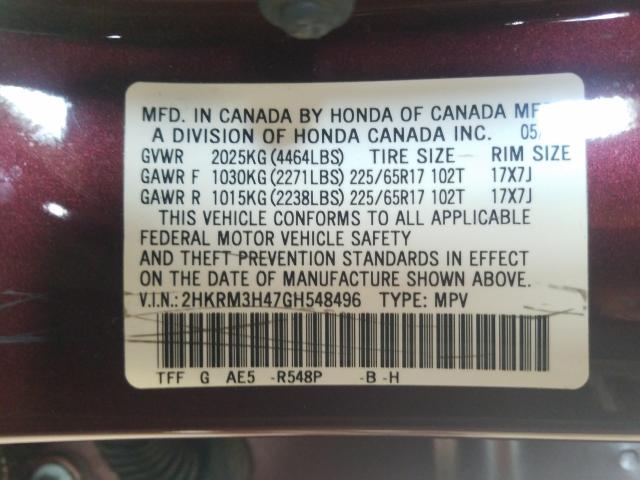 MFD. IN CANADA BY HONDA OF CANADA
A DIVISION OF HONDA CANADA INC. 05/
GVWR 2025KG(4464LBS) TIRE SIZE RIM SIZE
GAWR F 1030KG(2271LBS) 225/65R17 102T 17X7J
GAWR R 1015KG(2238LBS) 225/65R17 102T 17X7J
THIS VEHICLE CONFORMS TO ALL APPLICABLE
FEDERAL MOTOR VEHICLE SAFETY
AND THEFT PREVENTION STANDARDS IN EFFECT
ON THE DATE OF MANUFACTURE SHOWN ABOVE.
V.I.N.:2HKRM3H47GH548496 TYPE: MPV
TFF G AE5 -R548P -B -H